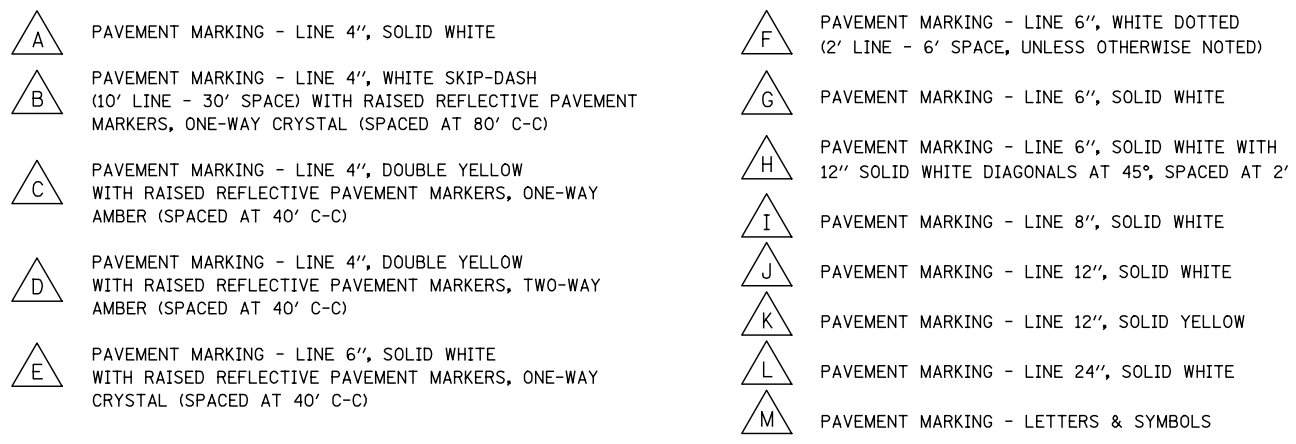 A PAVEMENT MARKING - LINE 4", SOLID WHITE
B PAVEMENT MARKING - LINE 4", WHITE SKIP-DASH
(10' LINE - 30' SPACE) WITH RAISED REFLECTIVE PAVEMENT
MARKERS, ONE-WAY CRYSTAL (SPACED AT 80' C-C)
C PAVEMENT MARKING - LINE 4", DOUBLE YELLOW
WITH RAISED REFLECTIVE PAVEMENT MARKERS, ONE-WAY
AMBER (SPACED AT 40' C-C)
D PAVEMENT MARKING - LINE 4", DOUBLE YELLOW
WITH RAISED REFLECTIVE PAVEMENT MARKERS, TWO-WAY
AMBER (SPACED AT 40' C-C)
E PAVEMENT MARKING - LINE 6", SOLID WHITE
WITH RAISED REFLECTIVE PAVEMENT MARKERS, ONE-WAY
CRYSTAL (SPACED AT 40' C-C)
F PAVEMENT MARKING - LINE 6", WHITE DOTTED
(2' LINE - 6' SPACE, UNLESS OTHERWISE NOTED)
G PAVEMENT MARKING - LINE 6", SOLID WHITE
H PAVEMENT MARKING - LINE 6", SOLID WHITE WITH
12" SOLID WHITE DIAGONALS AT 45°, SPACED AT 2'
I PAVEMENT MARKING - LINE 8", SOLID WHITE
J PAVEMENT MARKING - LINE 12", SOLID WHITE
K PAVEMENT MARKING - LINE 12", SOLID YELLOW
L PAVEMENT MARKING - LINE 24", SOLID WHITE
M PAVEMENT MARKING - LETTERS & SYMBOLS